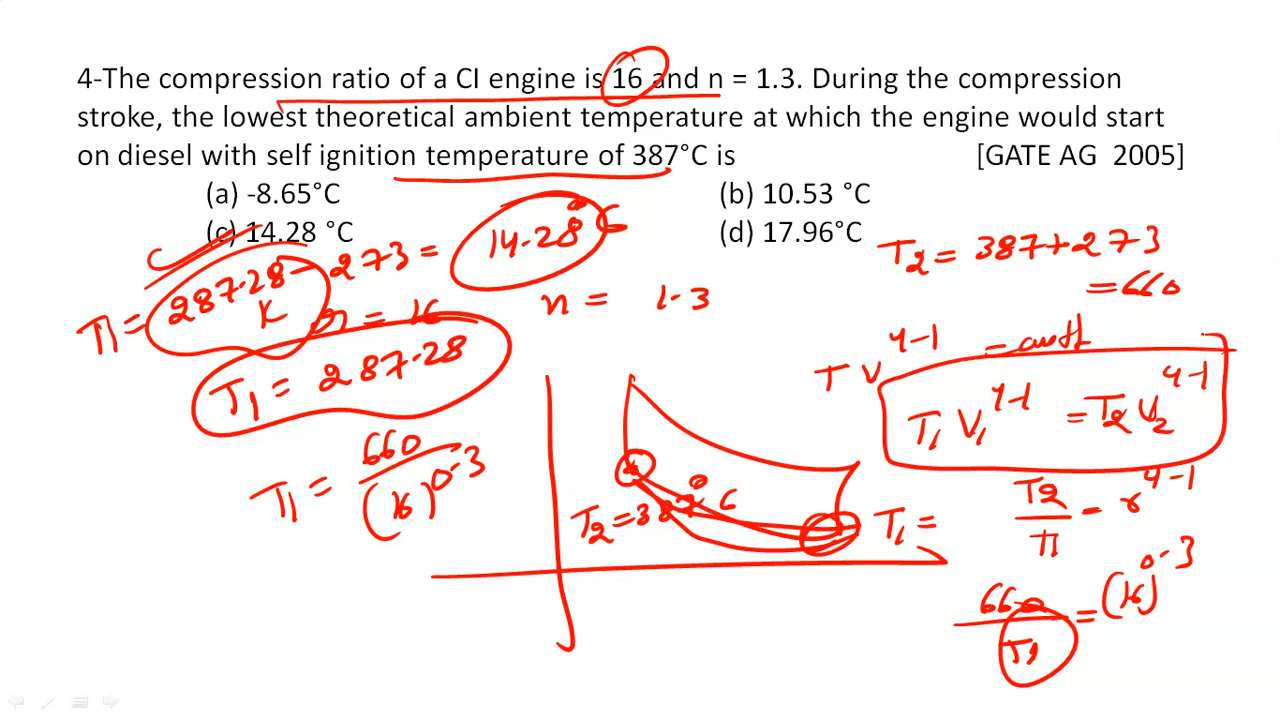 4-The compression ratio of a CI engine is 16 and n = 1.3. During the compression
stroke, the lowest theoretical ambient temperature at which the engine would start
on diesel with self ignition temperature of 387°C is [GATE AG 2005]
(a) -8.65°C (b) 10.53 °C
(c) 14.28 °C (d) 17.96°C
T1 = 287.28 K - 273 = 14.28° C
T2 = 387+273
= 660
r = 16 n = 1.3
T1 = 287.28
T V^γ-1 = const
T1 V1^γ-1 = T2 V2^γ-1
T1 = 660 / (16)^0.3
T2 = 387° C T1 =
T2 / T1 = r^γ-1
660 / T1 = (16)^0.3